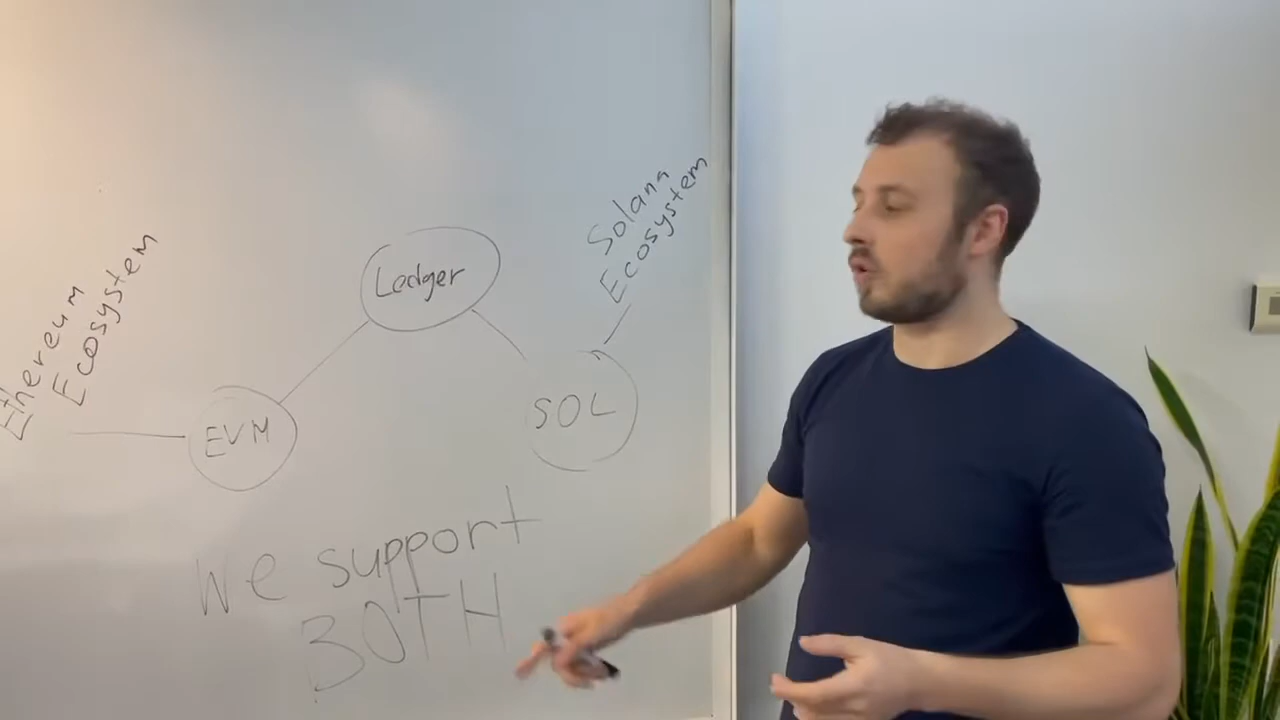 Solana
Ecosystem
Ledger
Ethereum
Ecosystem
SOL
EVM
We support
BOTH